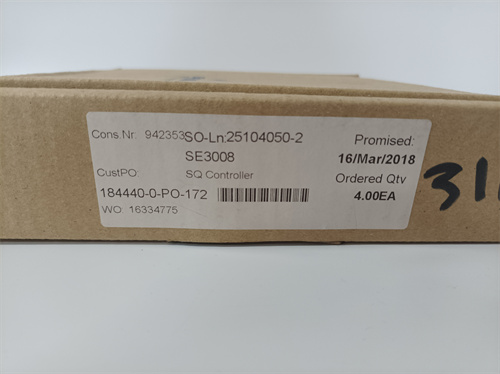 Cons.Nr: 942353 SO-Ln:25104050-2 Promised:
SE3008 16/Mar/2018
CustPO: SQ Controller Ordered Qty
184440-0-PO-172 4.00EA
WO: 16334775